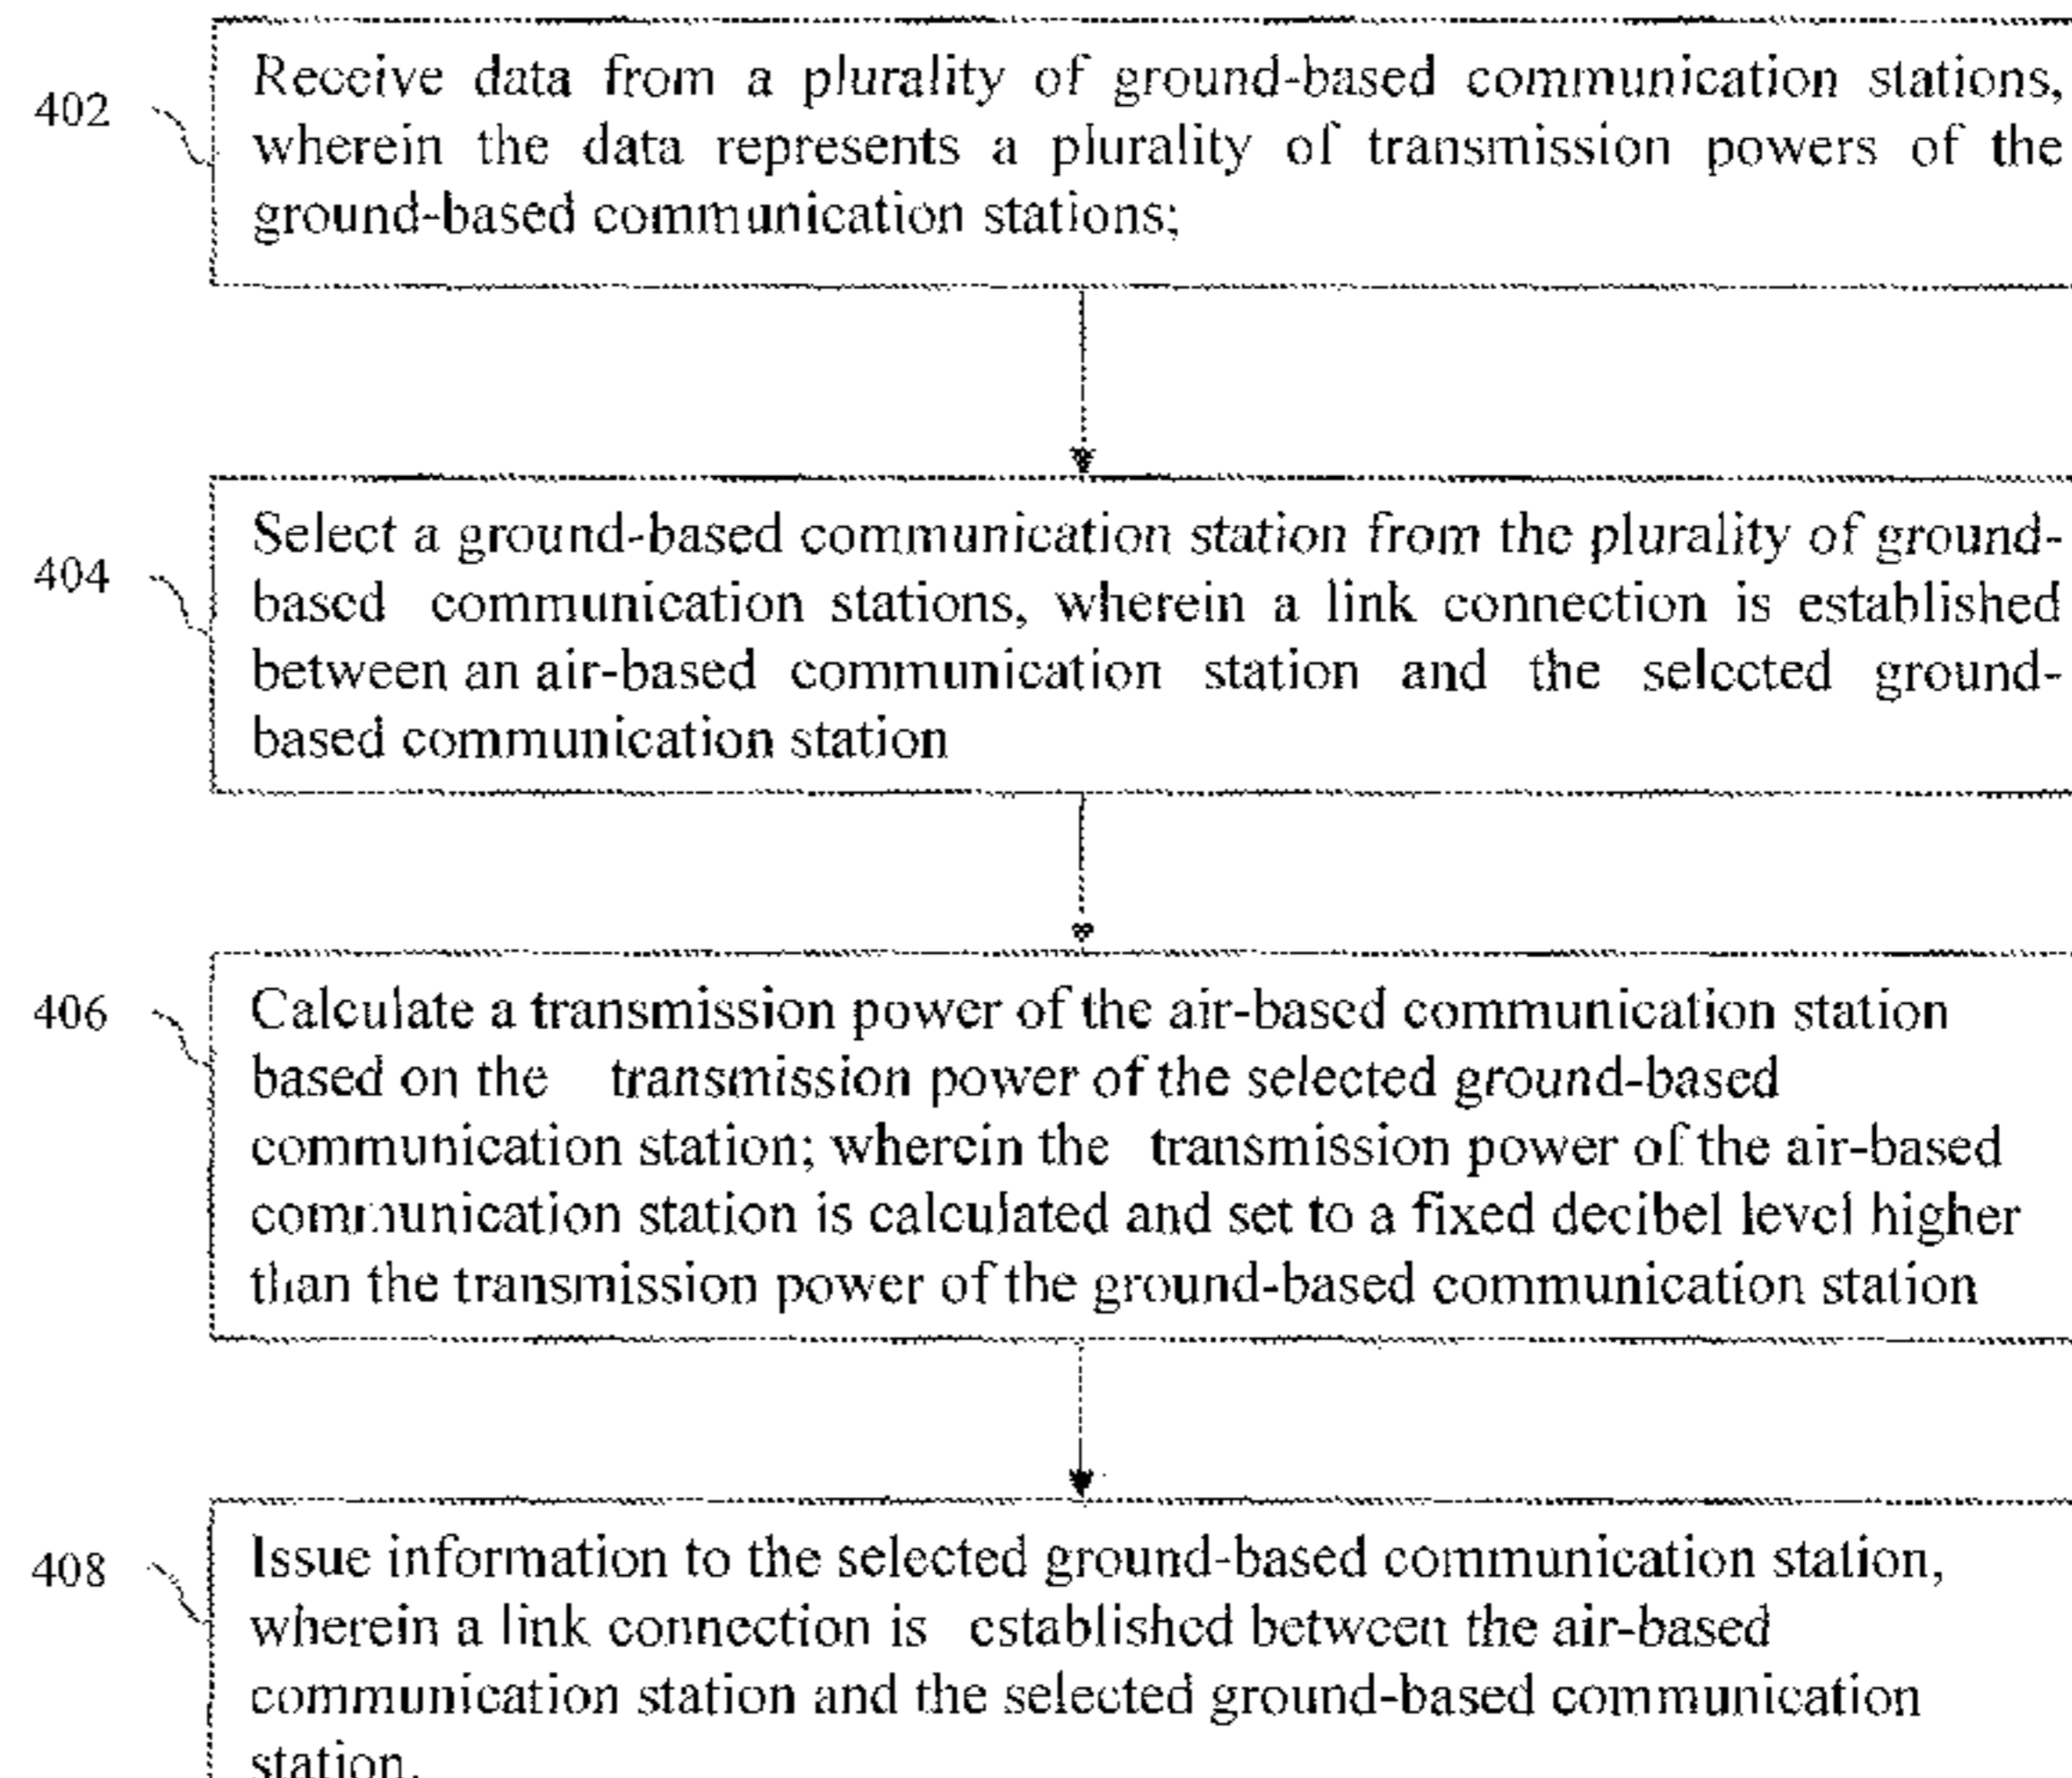 402
Receive data from a plurality of ground-based communication stations,
wherein the data represents a plurality of transmission powers of the
ground-based communication stations;
404
Select a ground-based communication station from the plurality of ground-
based communication stations, wherein a link connection is established
between an air-based communication station and the selected ground-
based communication station
406
Calculate a transmission power of the air-based communication station
based on the transmission power of the selected ground-based
communication station; wherein the transmission power of the air-based
communication station is calculated and set to a fixed decibel level higher
than the transmission power of the ground-based communication station
408
Issue information to the selected ground-based communication station,
wherein a link connection is established between the air-based
communication station and the selected ground-based communication
station.